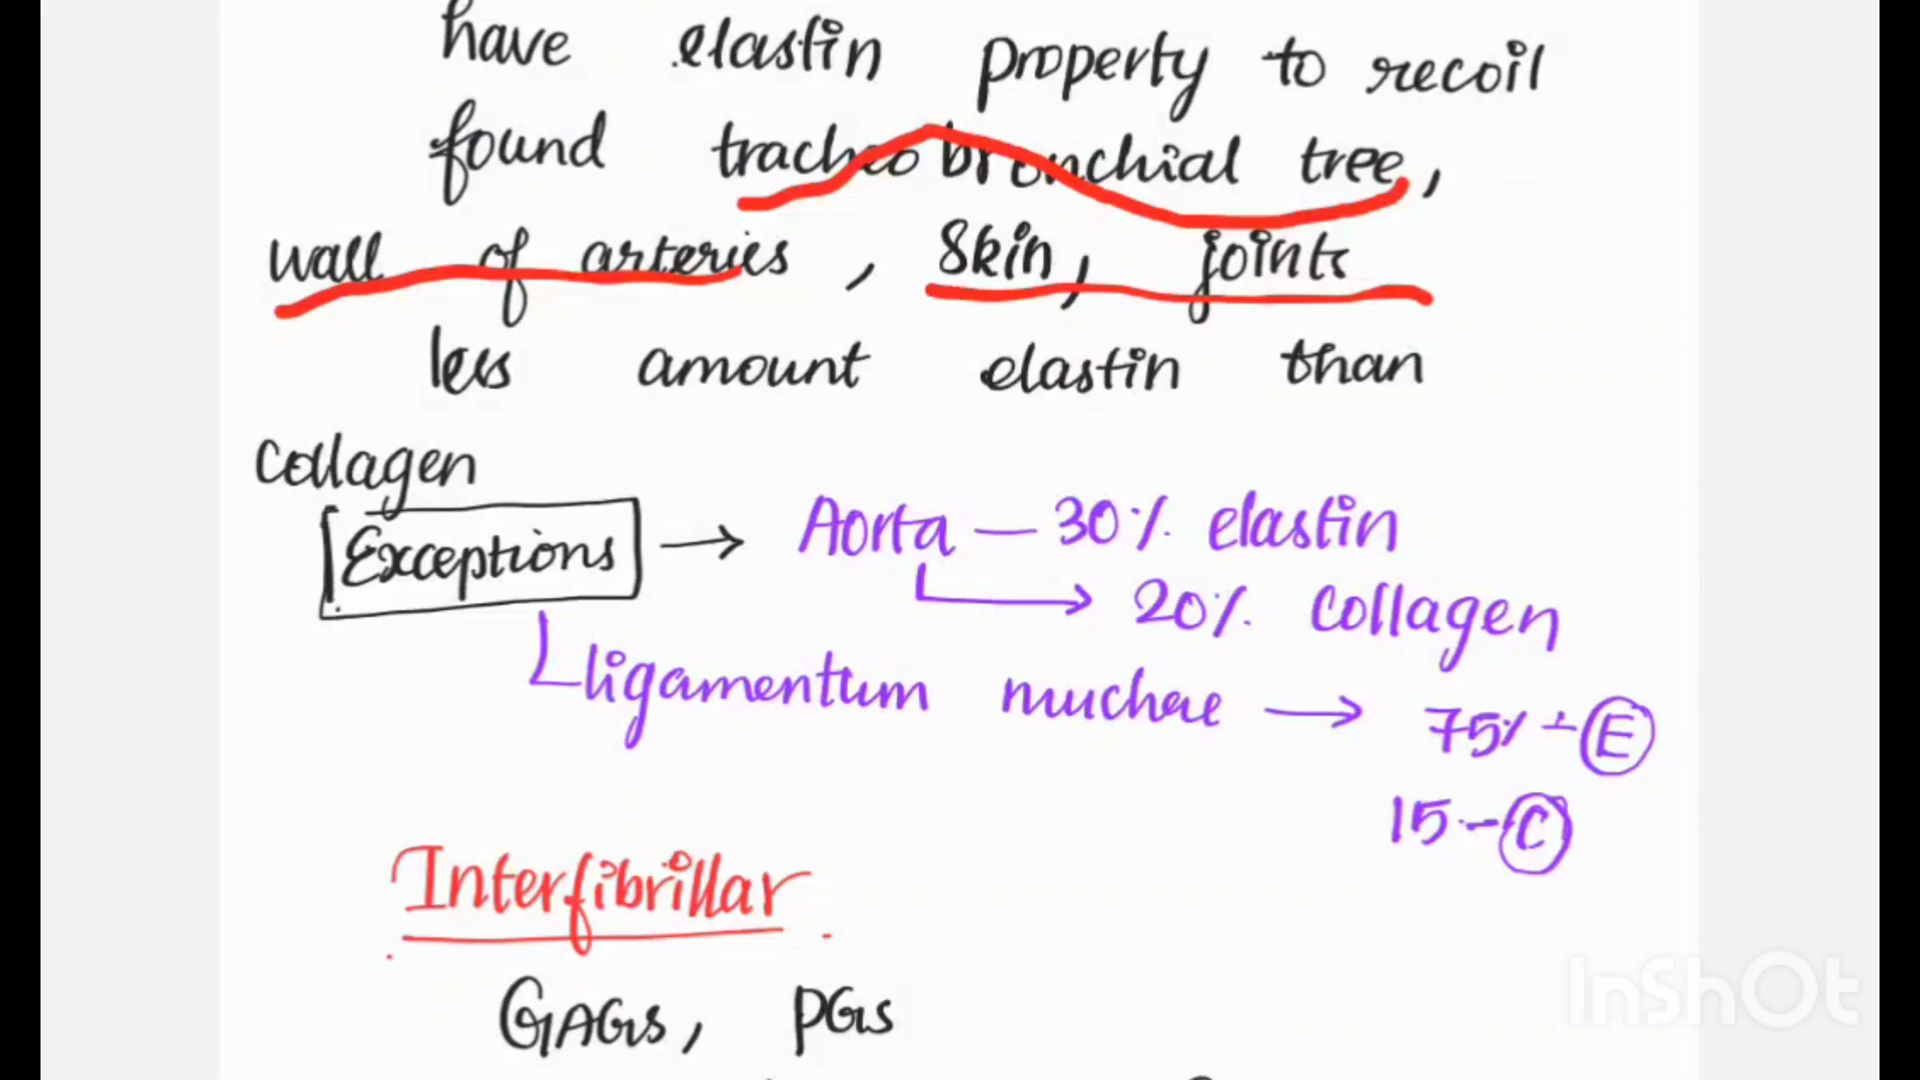 have elastin property to recoil
found tracheobronchial tree,
wall of arteries, Skin, joints
less amount elastin than
Collagen
Exceptions → Aorta — 30% elastin
→ 20% Collagen
ligamentum nuchae → 75% - E
15 - C
Interfibrillar
GAGs, PGs
InShOt